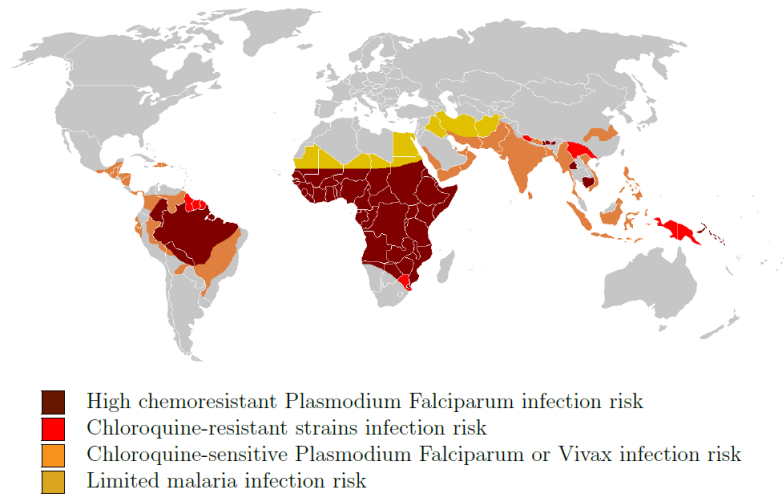 High chemoresistant Plasmodium Falciparum infection risk
Chloroquine-resistant strains infection risk
Chloroquine-sensitive Plasmodium Falciparum or Vivax infection risk
Limited malaria infection risk